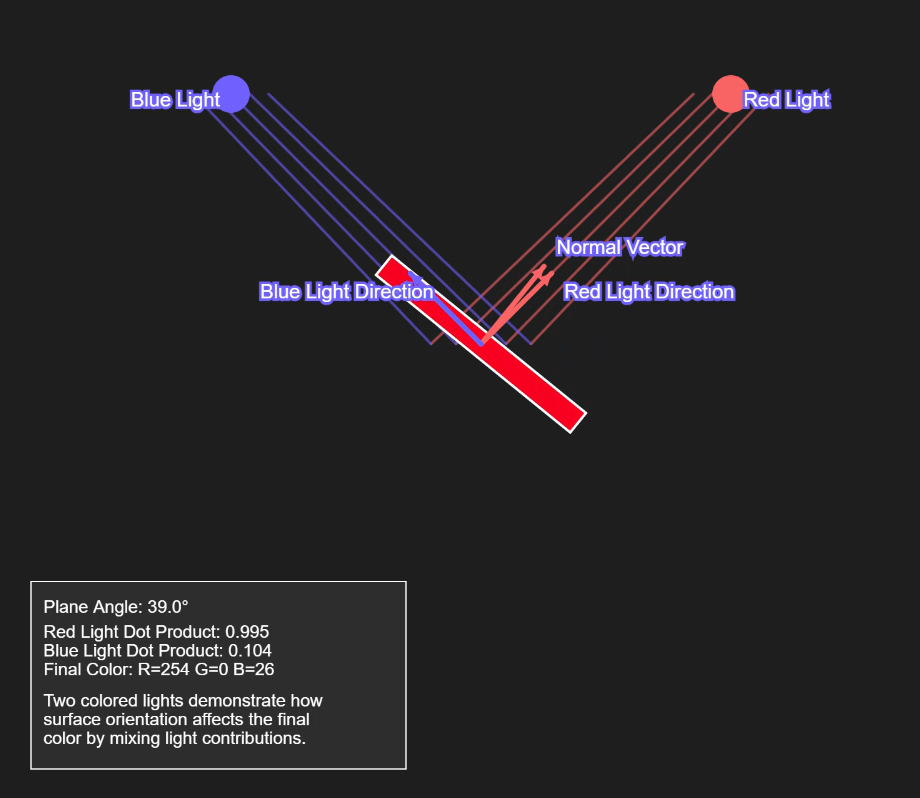 Blue Light
Red Light
Normal Vector
Blue Light Direction
Red Light Direction
Plane Angle: 39.0°
Red Light Dot Product: 0.995
Blue Light Dot Product: 0.104
Final Color: R=254 G=0 B=26
Two colored lights demonstrate how
surface orientation affects the final
color by mixing light contributions.